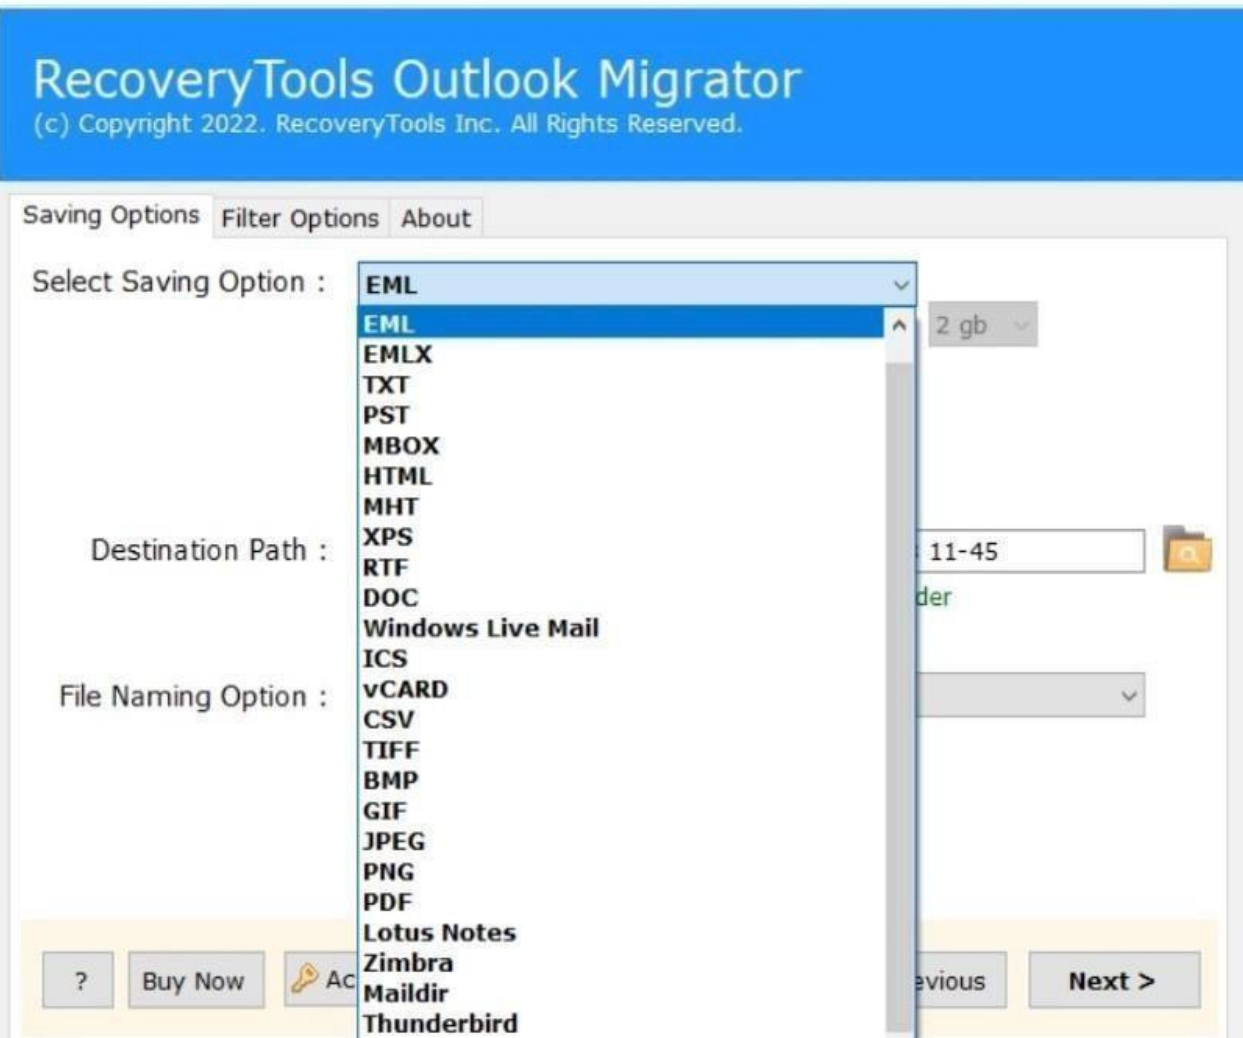 RecoveryTools Outlook Migrator
(c) Copyright 2022. RecoveryTools Inc. All Rights Reserved.
Saving Options Filter Options About
Select Saving Option : EML
EML
2 gb
EMLX
TXT
PST
MBOX
HTML
MHT
XPS
Destination Path : 11-45
RTF
DOC
der
Windows Live Mail
ICS
File Naming Option : vCARD
CSV
TIFF
BMP
GIF
JPEG
PNG
PDF
Lotus Notes
Zimbra
? Buy Now Ac evious Next >
Maildir
Thunderbird